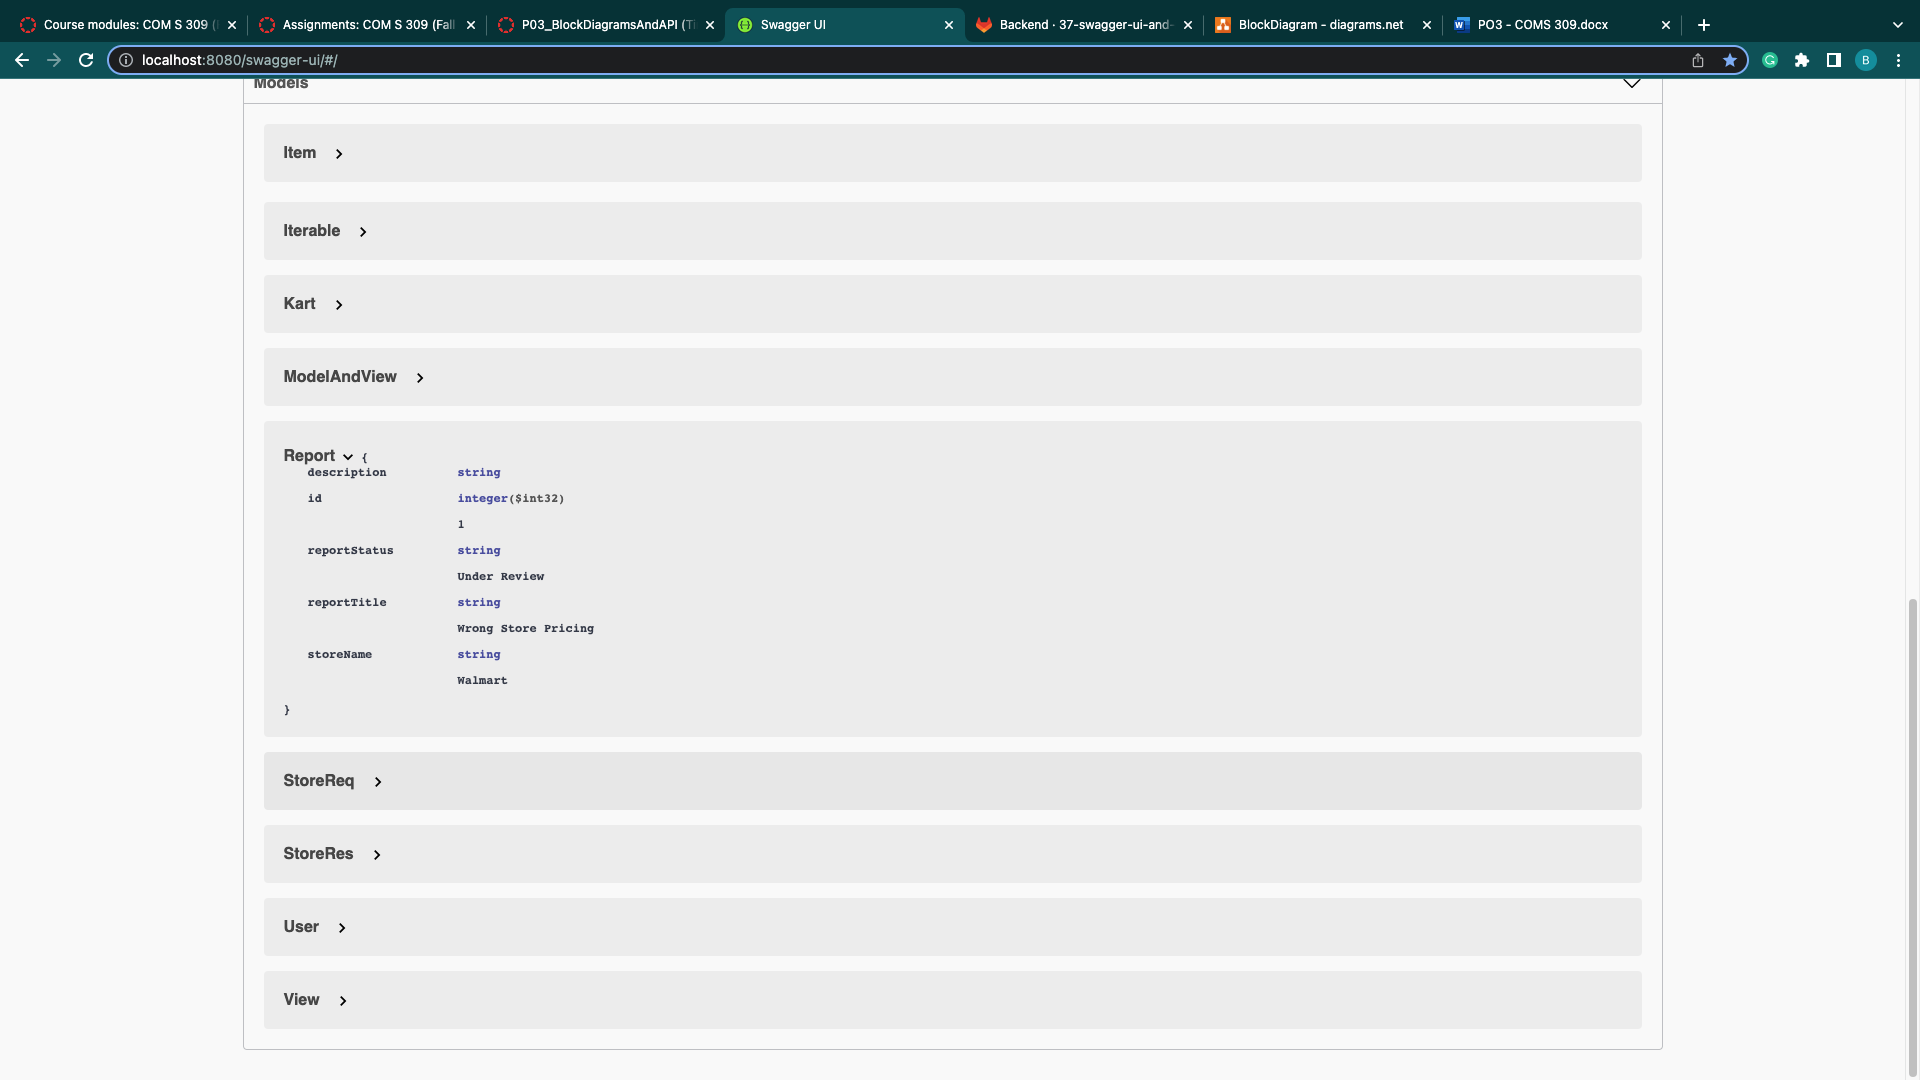 Course modules: COM S 309 (
Assignments: COM S 309 (Fall
P03_BlockDiagramsAndAPI (Ti
Swagger UI
Backend · 37-swagger-ui-and-
BlockDiagram - diagrams.net
PO3 - COMS 309.docx
localhost:8080/swagger-ui/#/
B
Models
Item
Iterable
Kart
ModelAndView
Report {
description string
id integer($int32)
1
reportStatus string
Under Review
reportTitle string
Wrong Store Pricing
storeName string
Walmart
}
StoreReq
StoreRes
User
View